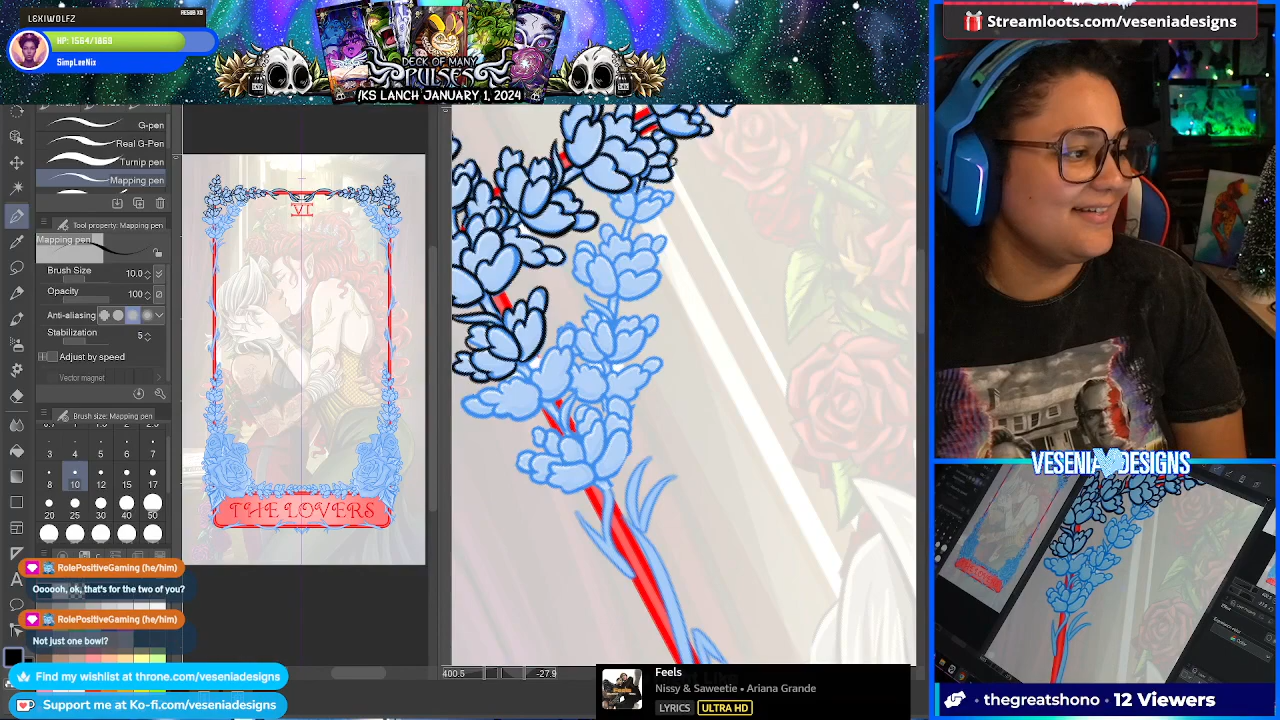 LEXIWOLFZ
HP: 1564/1869
SimpLeeNix
DECK OF MANY
PULSES
!KS LANCH JANUARY 1, 2024
Streamloots.com/veseniadesigns
G-pen
Real G-Pen
Turnip pen
Mapping pen
Tool property: Mapping pen
Mapping pen
Brush Size 10.0
Opacity 100
Anti-aliasing
Stabilization 5
Adjust by speed
Vector magnet
Brush size: Mapping pen
3 4 5 6 7
8 10 12 15 17
20 25 30 40 50
VI
THE LOVERS
RolePositiveGaming (he/him)
Oooooh, ok, that's for the two of you?
RolePositiveGaming (he/him)
Not just one bowl?
Find my wishlist at throne.com/veseniadesigns
Support me at Ko-fi.com/veseniadesigns
400.5 -27.9
Feels
Nissy & Saweetie • Ariana Grande
LYRICS ULTRA HD
VESENIA DESIGNS
thegreatshono 12 Viewers